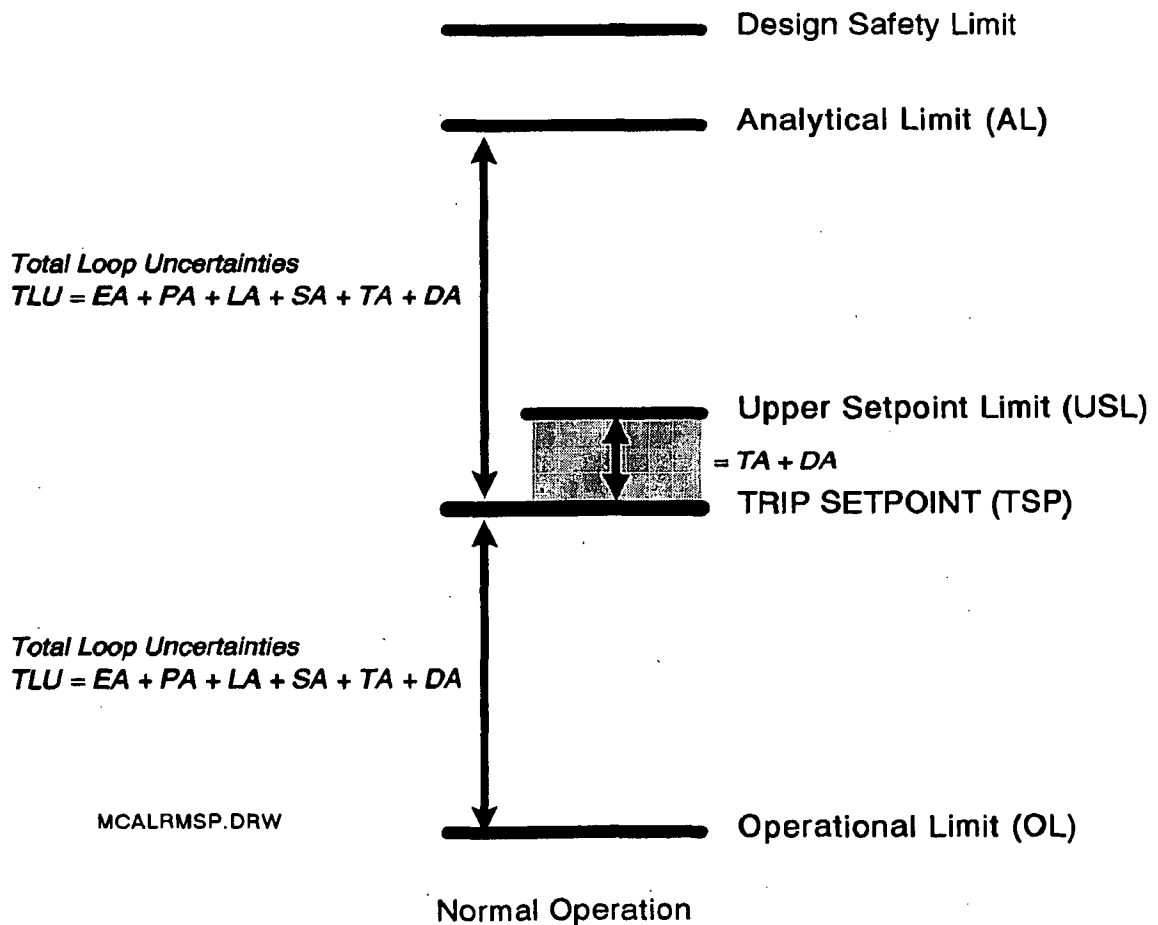 Design Safety Limit
Analytical Limit (AL)
Total Loop Uncertainties
TLU = EA + PA + LA + SA + TA + DA
Upper Setpoint Limit (USL)
= TA + DA
TRIP SETPOINT (TSP)
Total Loop Uncertainties
TLU = EA + PA + LA + SA + TA + DA
MCALRMSP.DRW
Operational Limit (OL)
Normal Operation